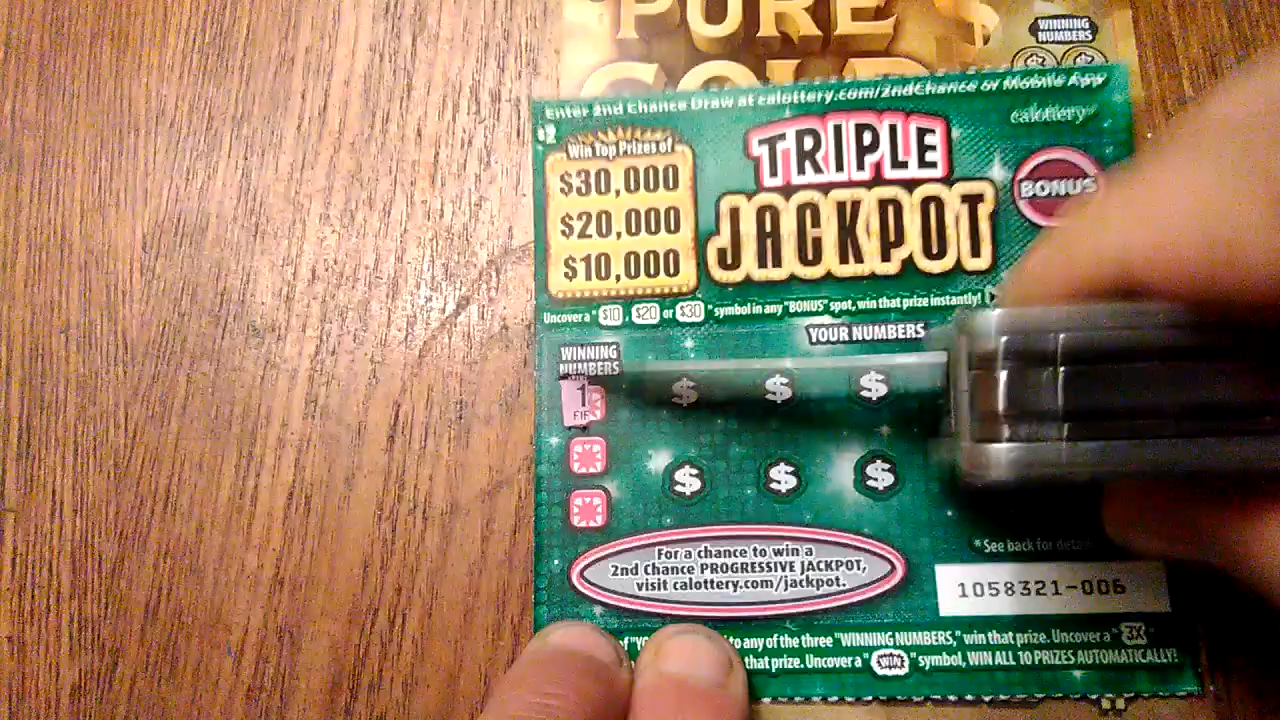 PURE
GOLD
WINNING
NUMBERS
Enter 2nd Chance Draw at calottery.com/2ndChance or Mobile App
calottery
$2
Win Top Prizes of
$30,000
$20,000
$10,000
TRIPLE
JACKPOT
BONUS
Uncover a "$10, $20 or $30" symbol in any "BONUS" spot, win that prize instantly!
YOUR NUMBERS
WINNING
NUMBERS
1
$ $ $
$ $ $
For a chance to win a
2nd Chance PROGRESSIVE JACKPOT,
visit calottery.com/jackpot.
* See back for
1058321-006
to any of the three "WINNING NUMBERS," win that prize. Uncover a "3X"
that prize. Uncover a "WIN" symbol, WIN ALL 10 PRIZES AUTOMATICALLY!